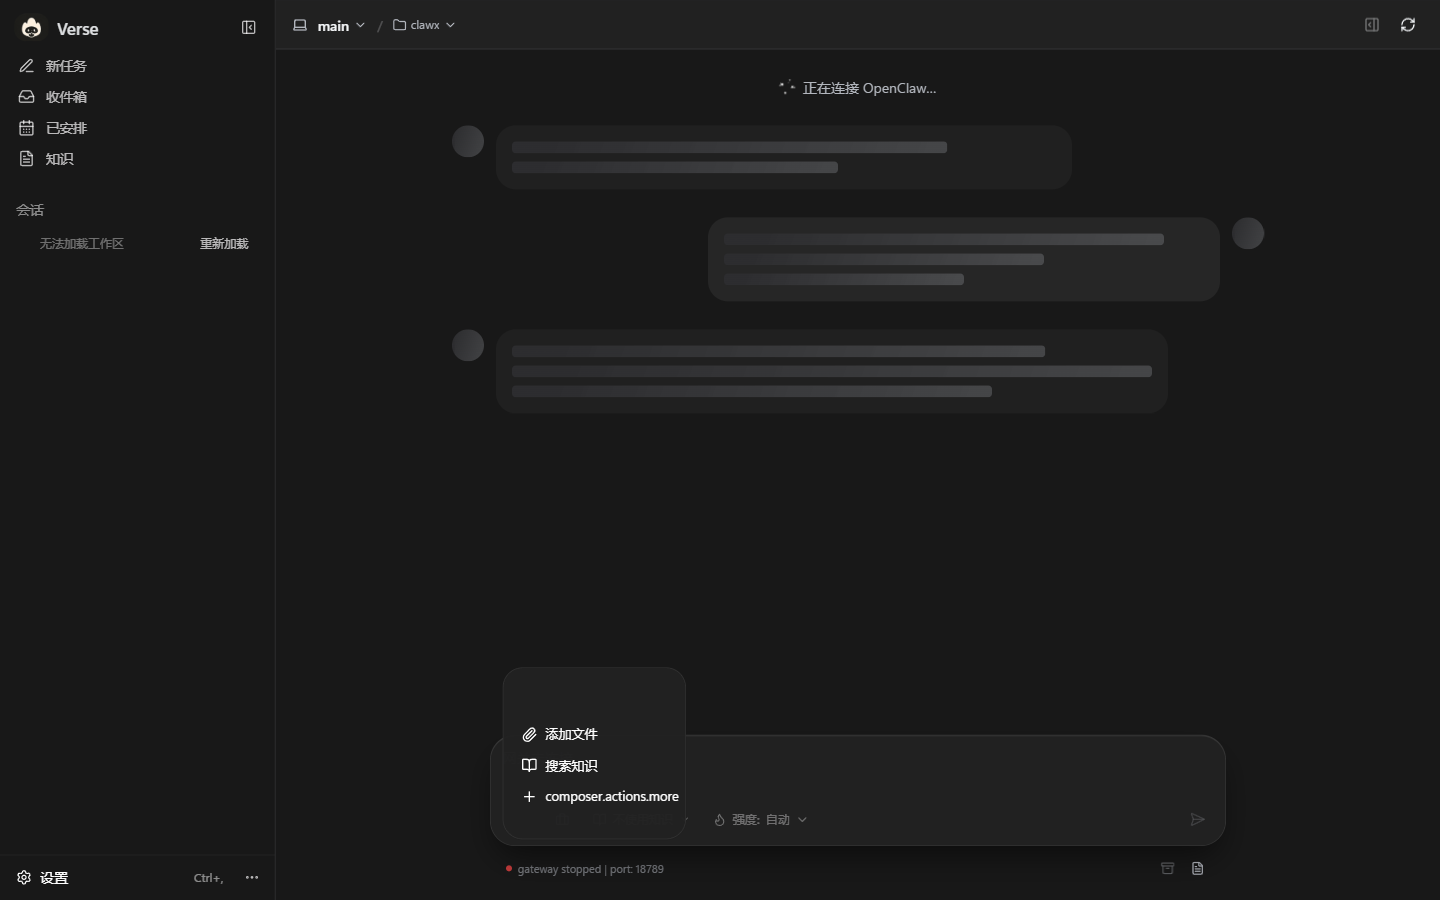 Verse
新任务
收件箱
已安排
知识
会话
无法加载工作区 重新加载
设置 Ctrl+,
main / clawx
正在连接 OpenClaw...
添加文件
搜索知识
composer.actions.more
强度: 自动
gateway stopped | port: 18789